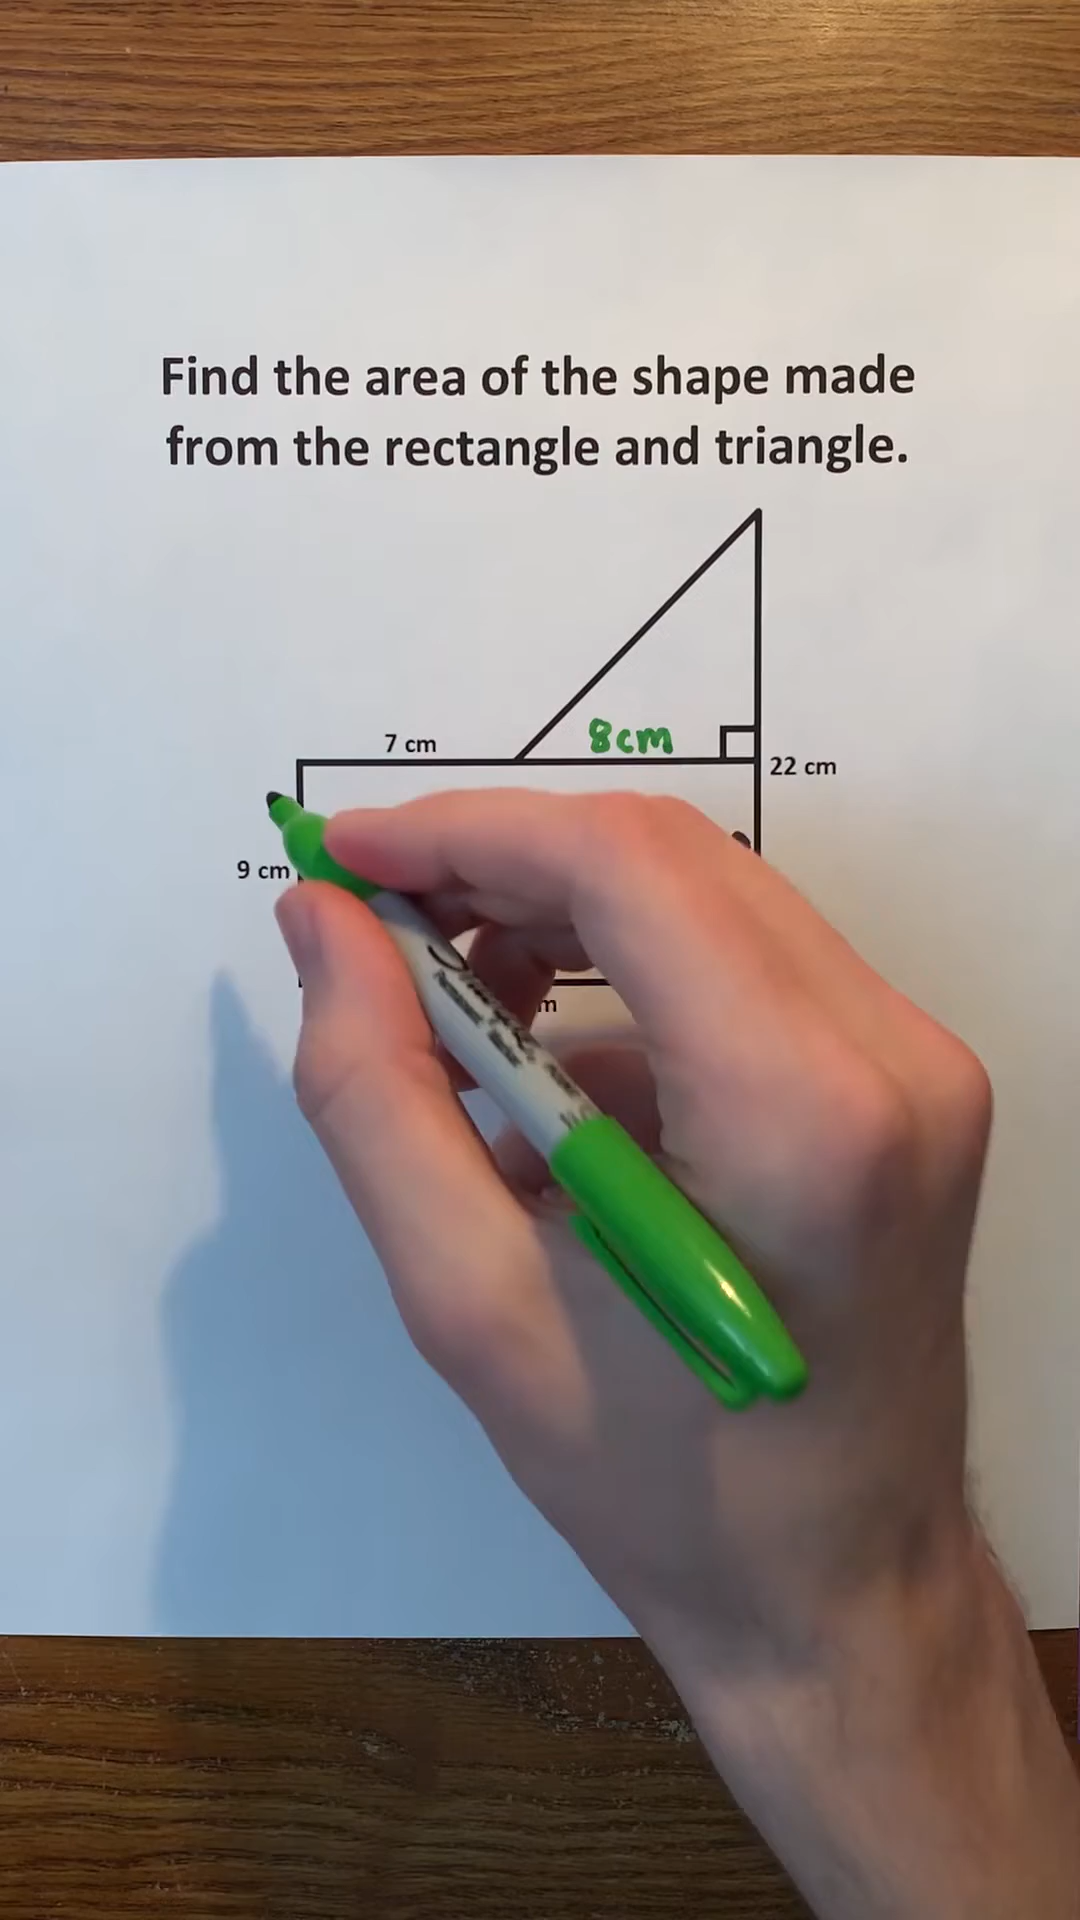 Find the area of the shape made
from the rectangle and triangle.
7 cm
8cm
22 cm
9 cm